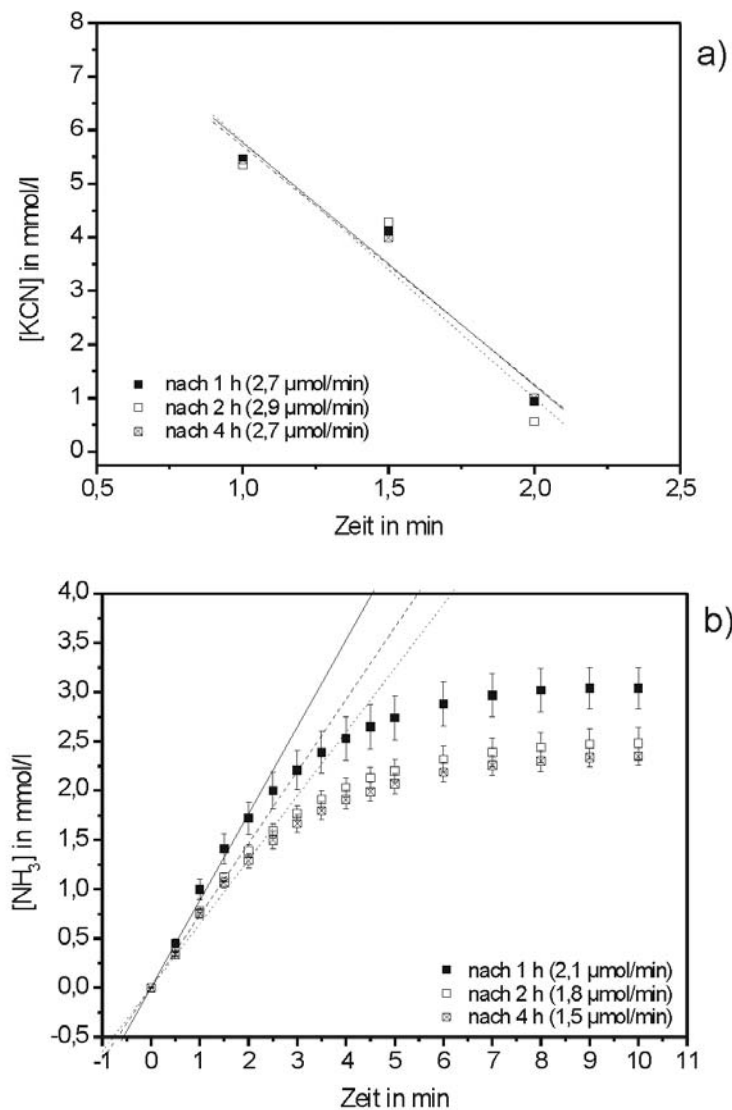 a)
8
7
6
5
4
3
2
1
0
[KCN] in mmol/l
nach 1 h (2,7 µmol/min)
nach 2 h (2,9 µmol/min)
nach 4 h (2,7 µmol/min)
0,5 1,0 1,5 2,0 2,5
Zeit in min
b)
4,0
3,5
3,0
2,5
2,0
1,5
1,0
0,5
0,0
-0,5
[NH3] in mmol/l
nach 1 h (2,1 µmol/min)
nach 2 h (1,8 µmol/min)
nach 4 h (1,5 µmol/min)
-1 0 1 2 3 4 5 6 7 8 9 10 11
Zeit in min